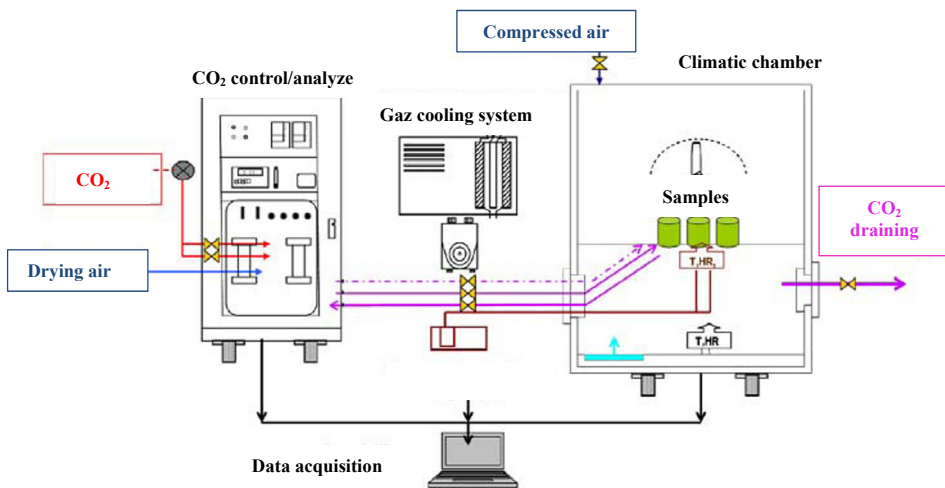 Compressed air
Climatic chamber
CO₂ control/analyze
Gaz cooling system
CO₂
Samples
CO₂
draining
Drying air
T,HR,
T,HR
Data acquisition